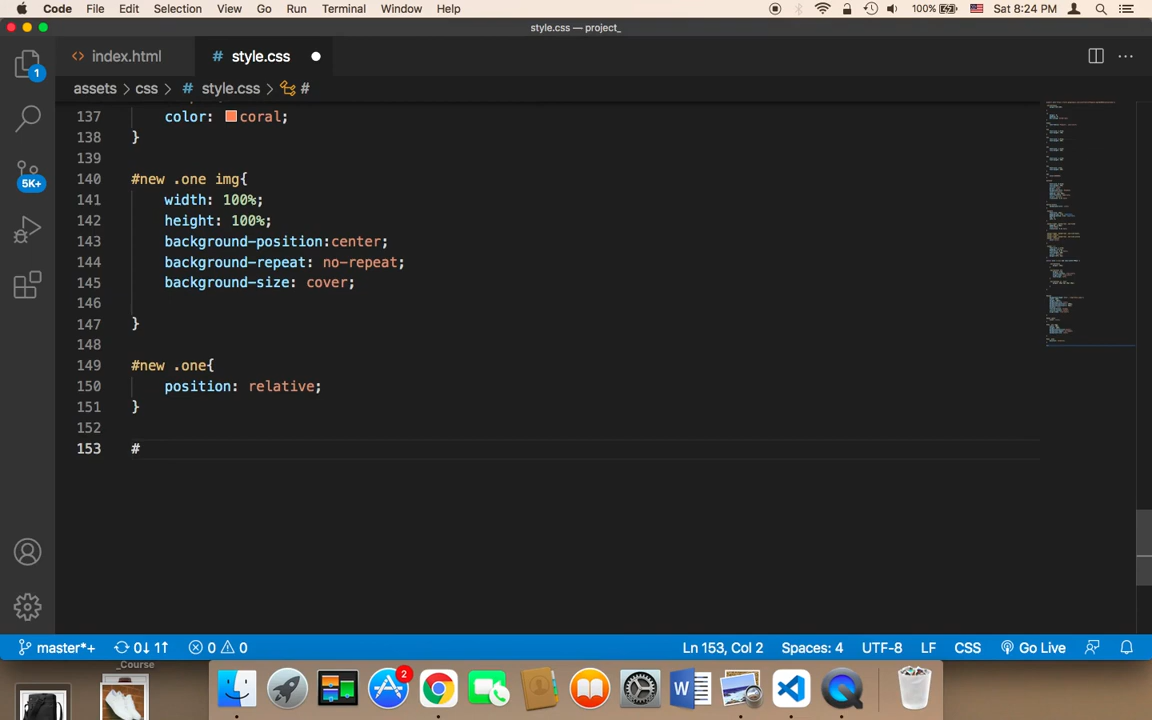 Code File Edit Selection View Go Run Terminal Window Help 100% Sat 8:24 PM
style.css — project_
<> index.html # style.css
assets > css > # style.css > #
137 color: coral;
138 }
139
140 #new .one img{
141 width: 100%;
142 height: 100%;
143 background-position:center;
144 background-repeat: no-repeat;
145 background-size: cover;
146
147 }
148
149 #new .one{
150 position: relative;
151 }
152
153 #
1
5K+
master*+ 0↓ 1↑ 0 0 Ln 153, Col 2 Spaces: 4 UTF-8 LF CSS Go Live
_Course
2